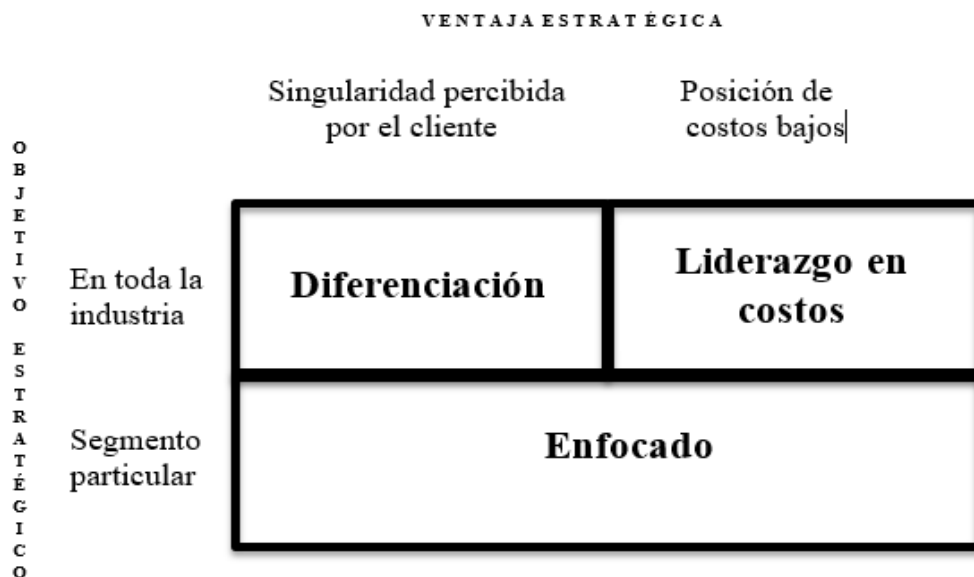 VENTAJA ESTRATÉGICA
Singularidad percibida
por el cliente
Posición de
costos bajos
OBJETIVO ESTRATÉGICO
En toda la
industria
Diferenciación
Liderazgo en
costos
Segmento
particular
Enfocado